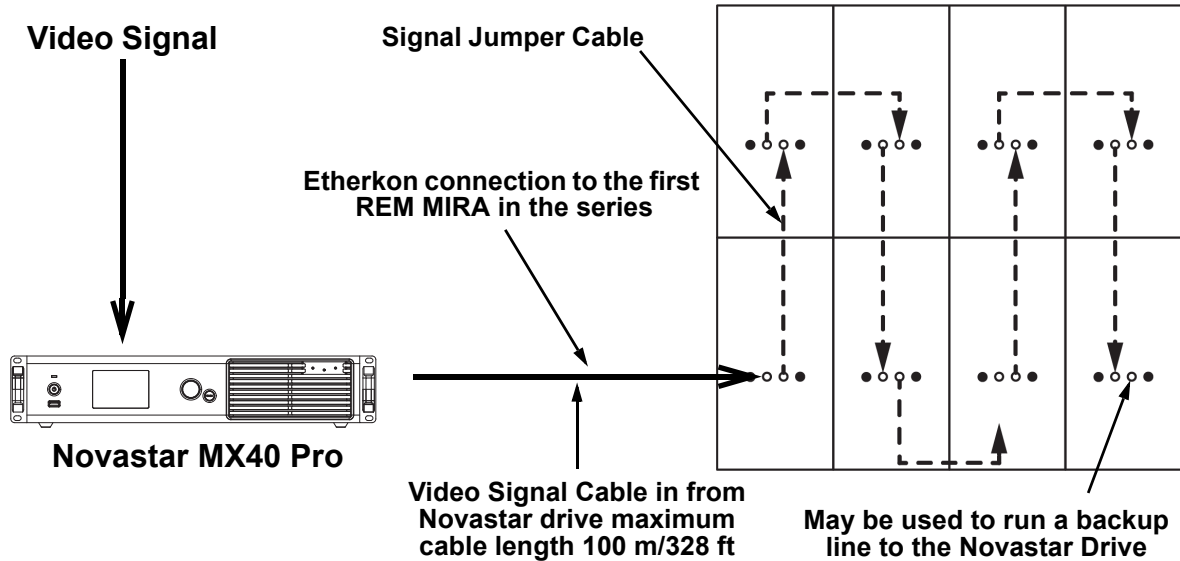 Video Signal
Signal Jumper Cable
Etherkon connection to the first
REM MIRA in the series
Novastar MX40 Pro
Video Signal Cable in from
Novastar drive maximum
cable length 100 m/328 ft
May be used to run a backup
line to the Novastar Drive